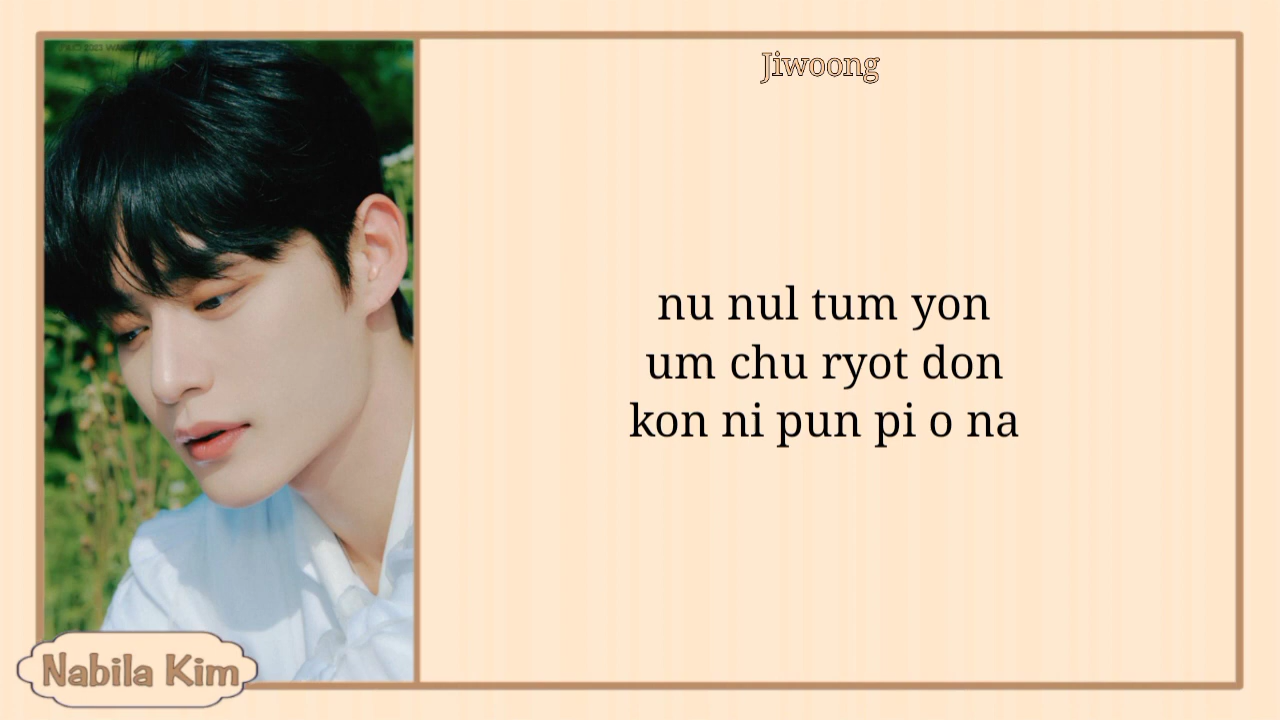 Jiwoong
nu nul tum yon
um chu ryot don
kon ni pun pi o na
Nabila Kim